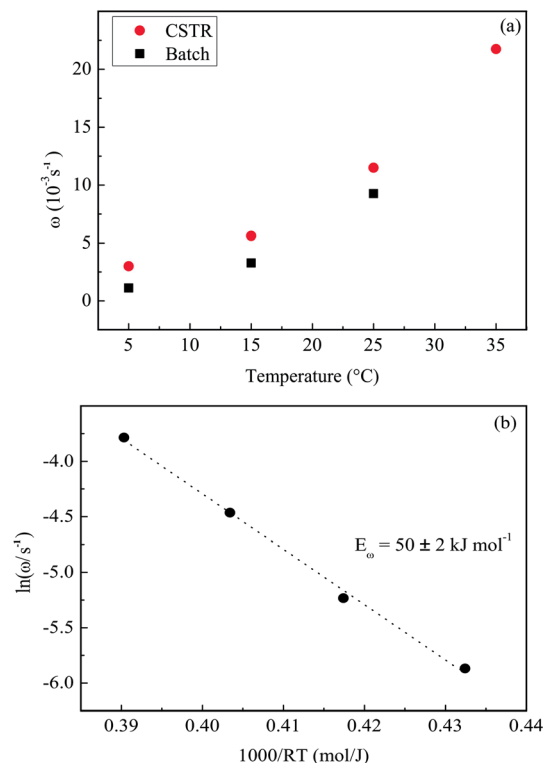 (a)
CSTR
Batch
20
15
10
5
0
ω (10⁻³s⁻¹)
5 10 15 20 25 30 35
Temperature (°C)
(b)
-4.0
-4.5
-5.0
-5.5
-6.0
ln(ω/s⁻¹)
E_ω = 50 ± 2 kJ mol⁻¹
0.39 0.40 0.41 0.42 0.43 0.44
1000/RT (mol/J)